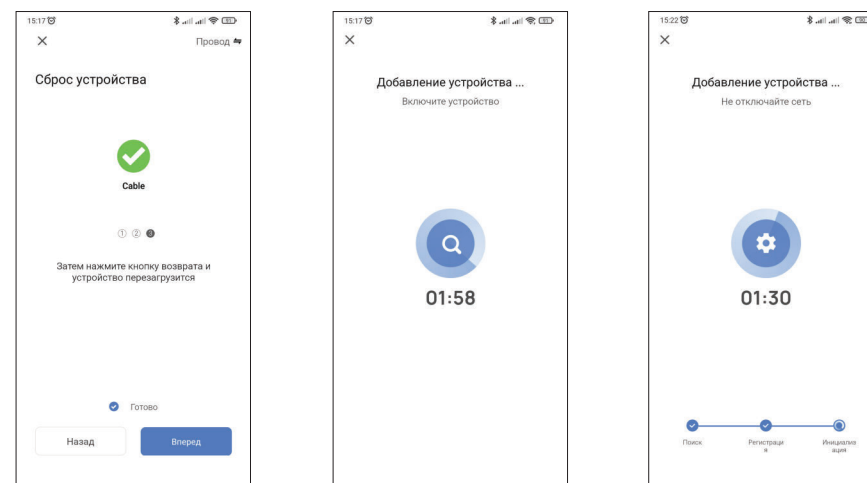 15:17
Провод
Сброс устройства
Cable
1 2 3
Затем нажмите кнопку возврата и
устройство перезагрузится
Готово
Назад
Вперед
15:17
Добавление устройства ...
Включите устройство
01:58
15:22
Добавление устройства ...
Не отключайте сеть
01:30
Поиск
Регистраци
я
Инициализ
ация